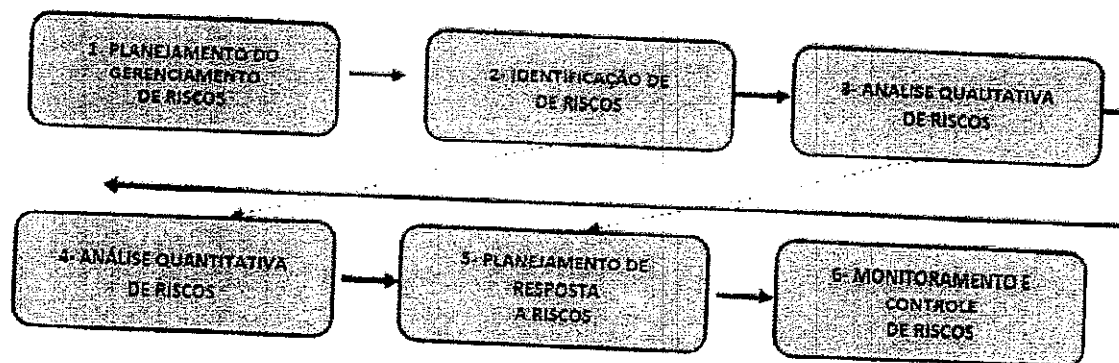 1- PLANEJAMENTO DO
GERENCIAMENTO
DE RISCOS
2- IDENTIFICAÇÃO DE
DE RISCOS
3- ANÁLISE QUALITATIVA
DE RISCOS
4- ANÁLISE QUANTITATIVA
DE RISCOS
5- PLANEJAMENTO DE
RESPOSTA
A RISCOS
6- MONITORAMENTO E
CONTROLE
DE RISCOS